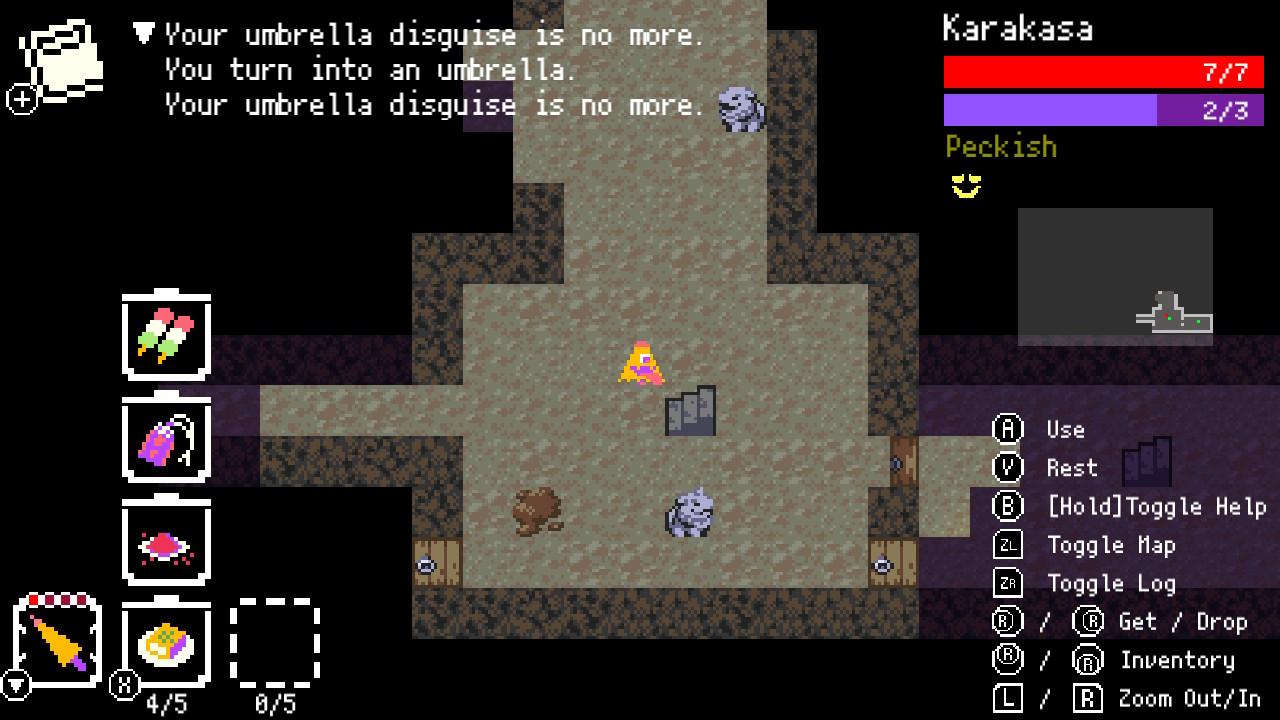 Your umbrella disguise is no more.
You turn into an umbrella.
Your umbrella disguise is no more.
Karakasa
7/7
2/3
Peckish
A Use
Y Rest
B [Hold]Toggle Help
ZL Toggle Map
ZR Toggle Log
R / R Get / Drop
R / R Inventory
L / R Zoom Out/In
X
4/5
0/5